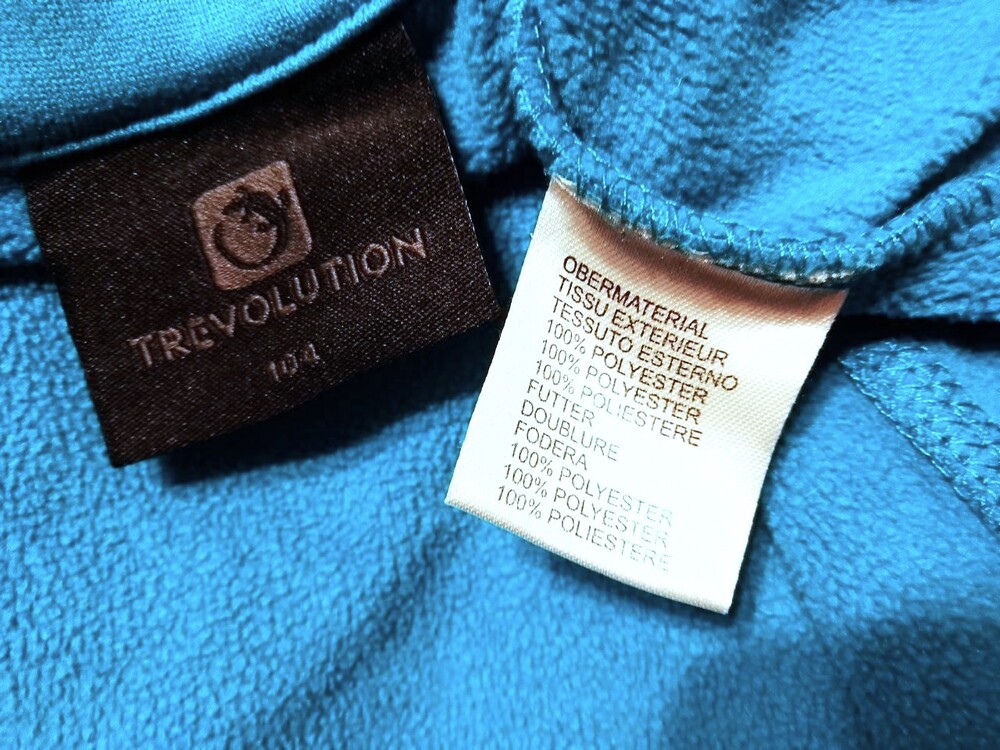 TREVOLUTION
104
OBERMATERIAL
TISSU EXTERIEUR
TESSUTO ESTERNO
100% POLYESTER
100% POLYESTER
100% POLIESTERE
FUTTER
DOUBLURE
FODERA
100% POLYESTER
100% POLYESTER
100% POLIESTERE